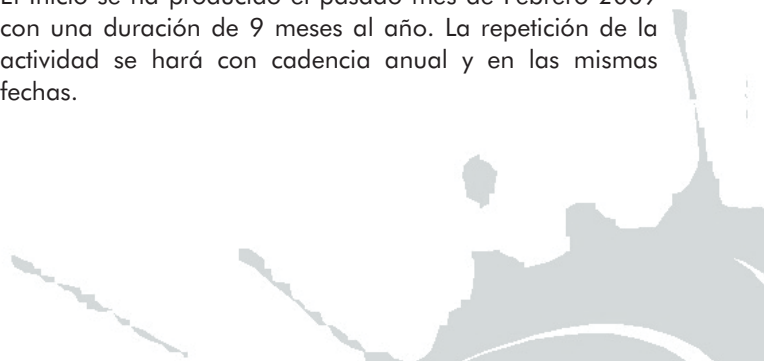 El inicio se ha producido el pasado mes de Febrero 2009
con una duración de 9 meses al año. La repetición de la
actividad se hará con cadencia anual y en las mismas
fechas.